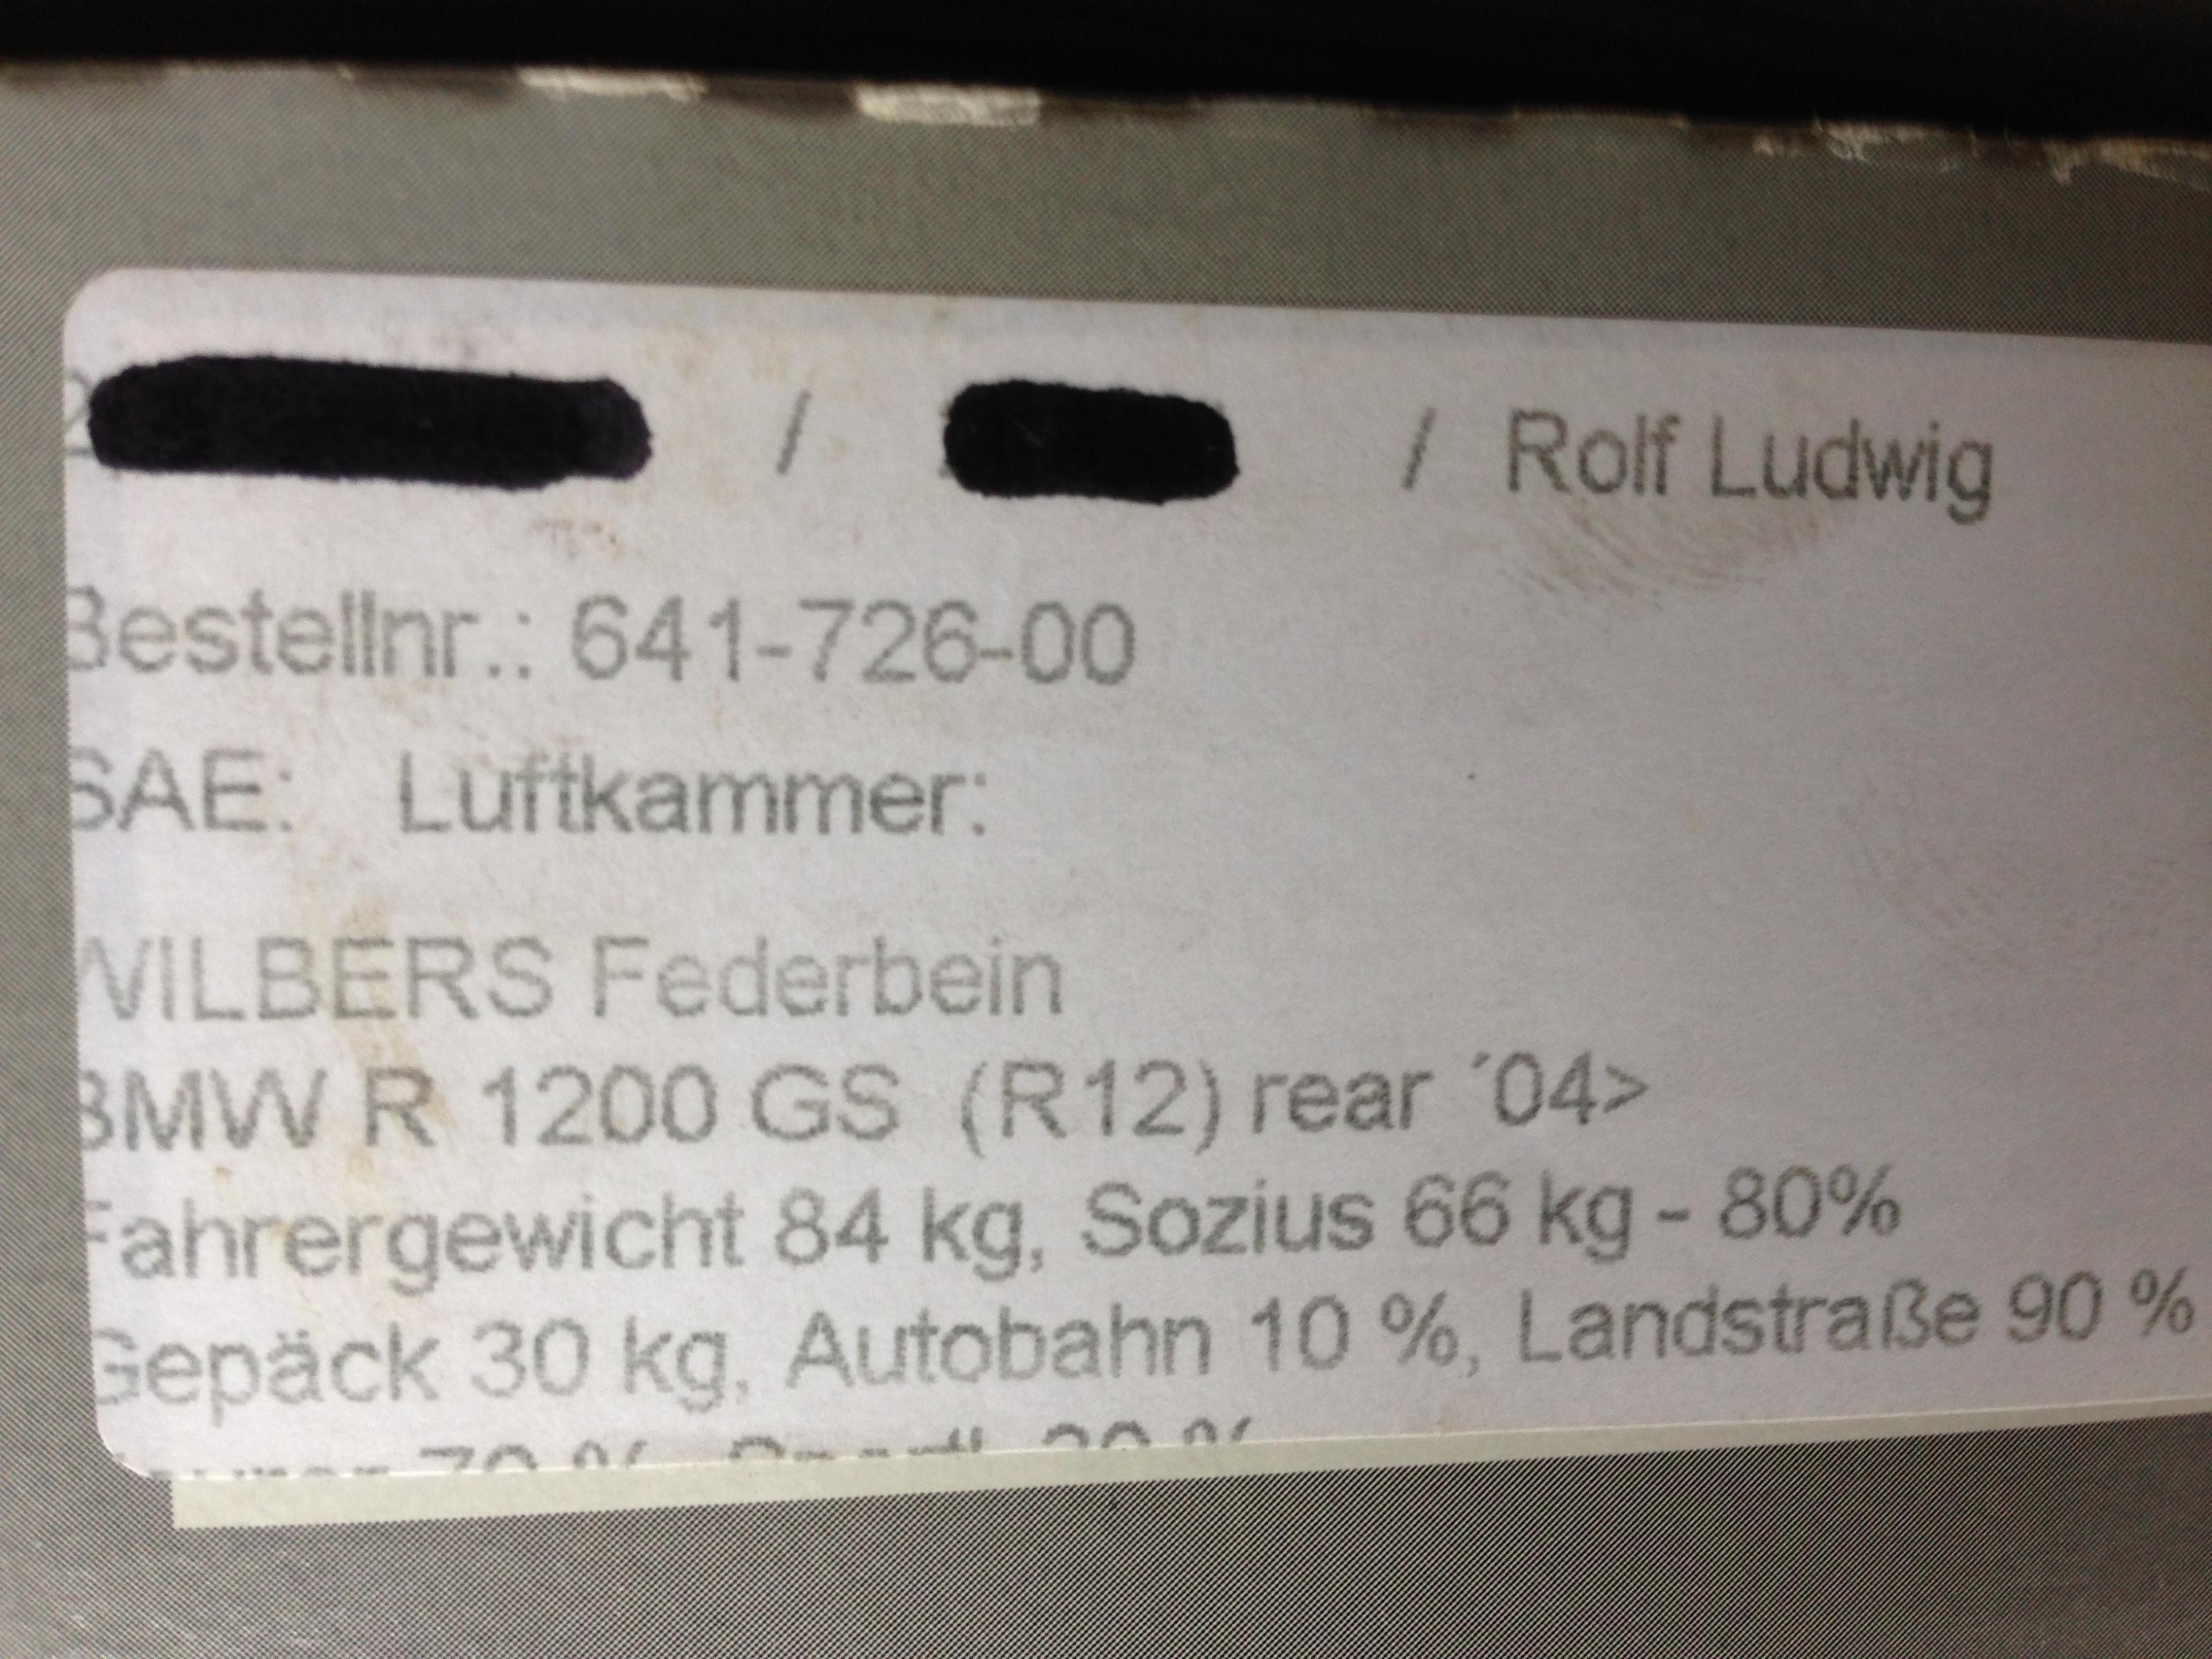 / / Rolf Ludwig
Bestellnr.: 641-726-00
SAE: Luftkammer:
WILBERS Federbein
BMW R 1200 GS (R12) rear ´04>
Fahrergewicht 84 kg, Sozius 66 kg - 80%
Gepäck 30 kg, Autobahn 10 %, Landstraße 90 %